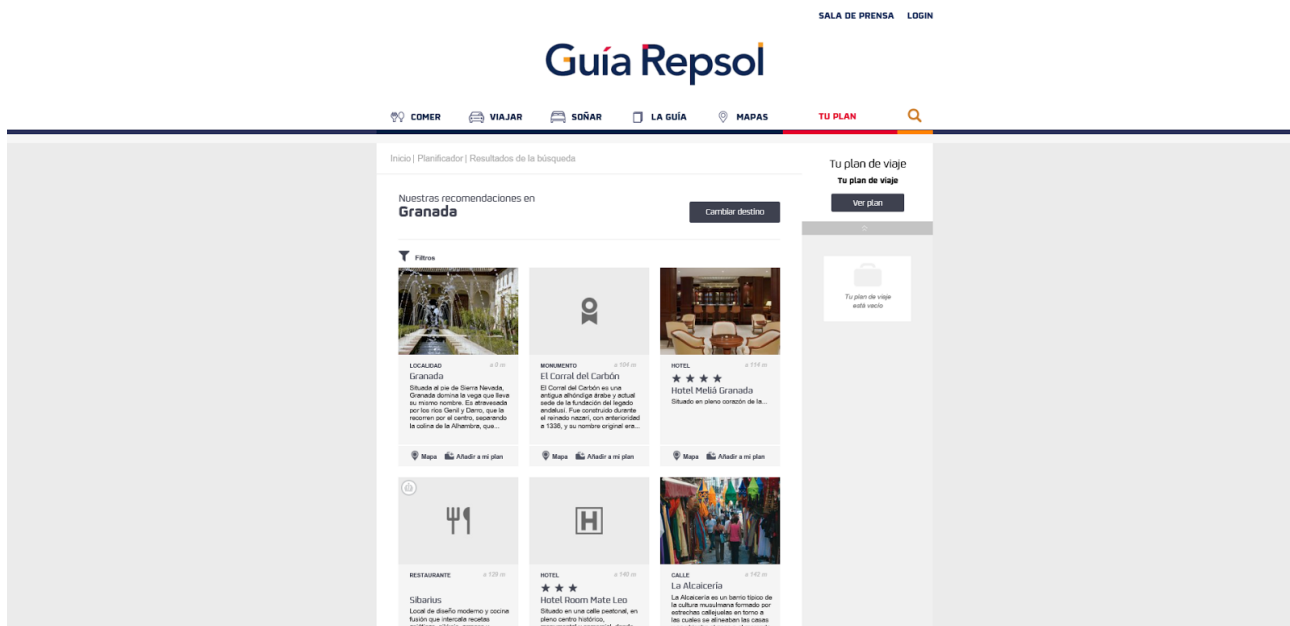 SALA DE PRENSA LOGIN
Guía Repsol
COMER VIAJAR SOÑAR LA GUÍA MAPAS TU PLAN
Inicio | Planificador | Resultados de la búsqueda
Tu plan de viaje
Tu plan de viaje
Ver plan
Nuestras recomendaciones en
Granada
Cambiar destino
Filtros
Tu plan de viaje
está vacío
LOCALIDAD a 0 m
Granada
Situada al pie de Sierra Nevada,
Granada domina la vega que lleva
su mismo nombre. Es atravesada
por los ríos Genil y Darro, que la
recorren por el centro, separando
la colina de la Alhambra, que...
Mapa Añadir a mi plan
MONUMENTO a 104 m
El Corral del Carbón
El Corral del Carbón es una
antigua alhóndiga árabe y actual
sede de la fundación del legado
andalusí. Fue construido durante
el reinado nazarí, con anterioridad
a 1336, y su nombre original era...
Mapa Añadir a mi plan
HOTEL a 114 m
Hotel Meliá Granada
Situado en pleno corazón de la...
Mapa Añadir a mi plan
RESTAURANTE a 128 m
Sibarius
Local de diseño moderno y cocina
fusión que intercala recetas
HOTEL a 140 m
Hotel Room Mate Leo
Situado en una calle peatonal, en
pleno centro histórico,
CALLE a 142 m
La Alcaicería
La Alcaicería es un barrio típico de
la cultura musulmana formado por
estrechas callejuelas en torno a
las cuales se alineaban las casas